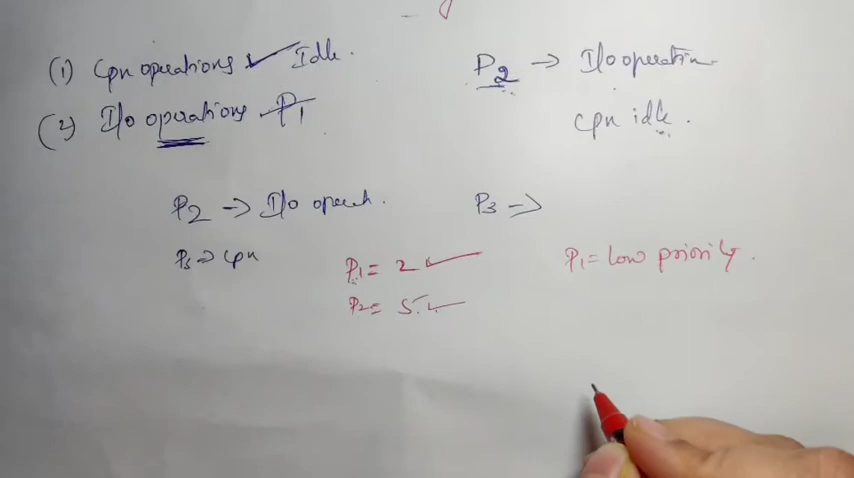 (1) Cpu operations ✓ Idle.
(2) I/o operations - P1
P2 → I/o operation
Cpu idle.
P2 → I/o operah.
P3 →
P3 → Cpu
P1 = 2 ✓
P2 = 5 ✓
P1 = Low priority.